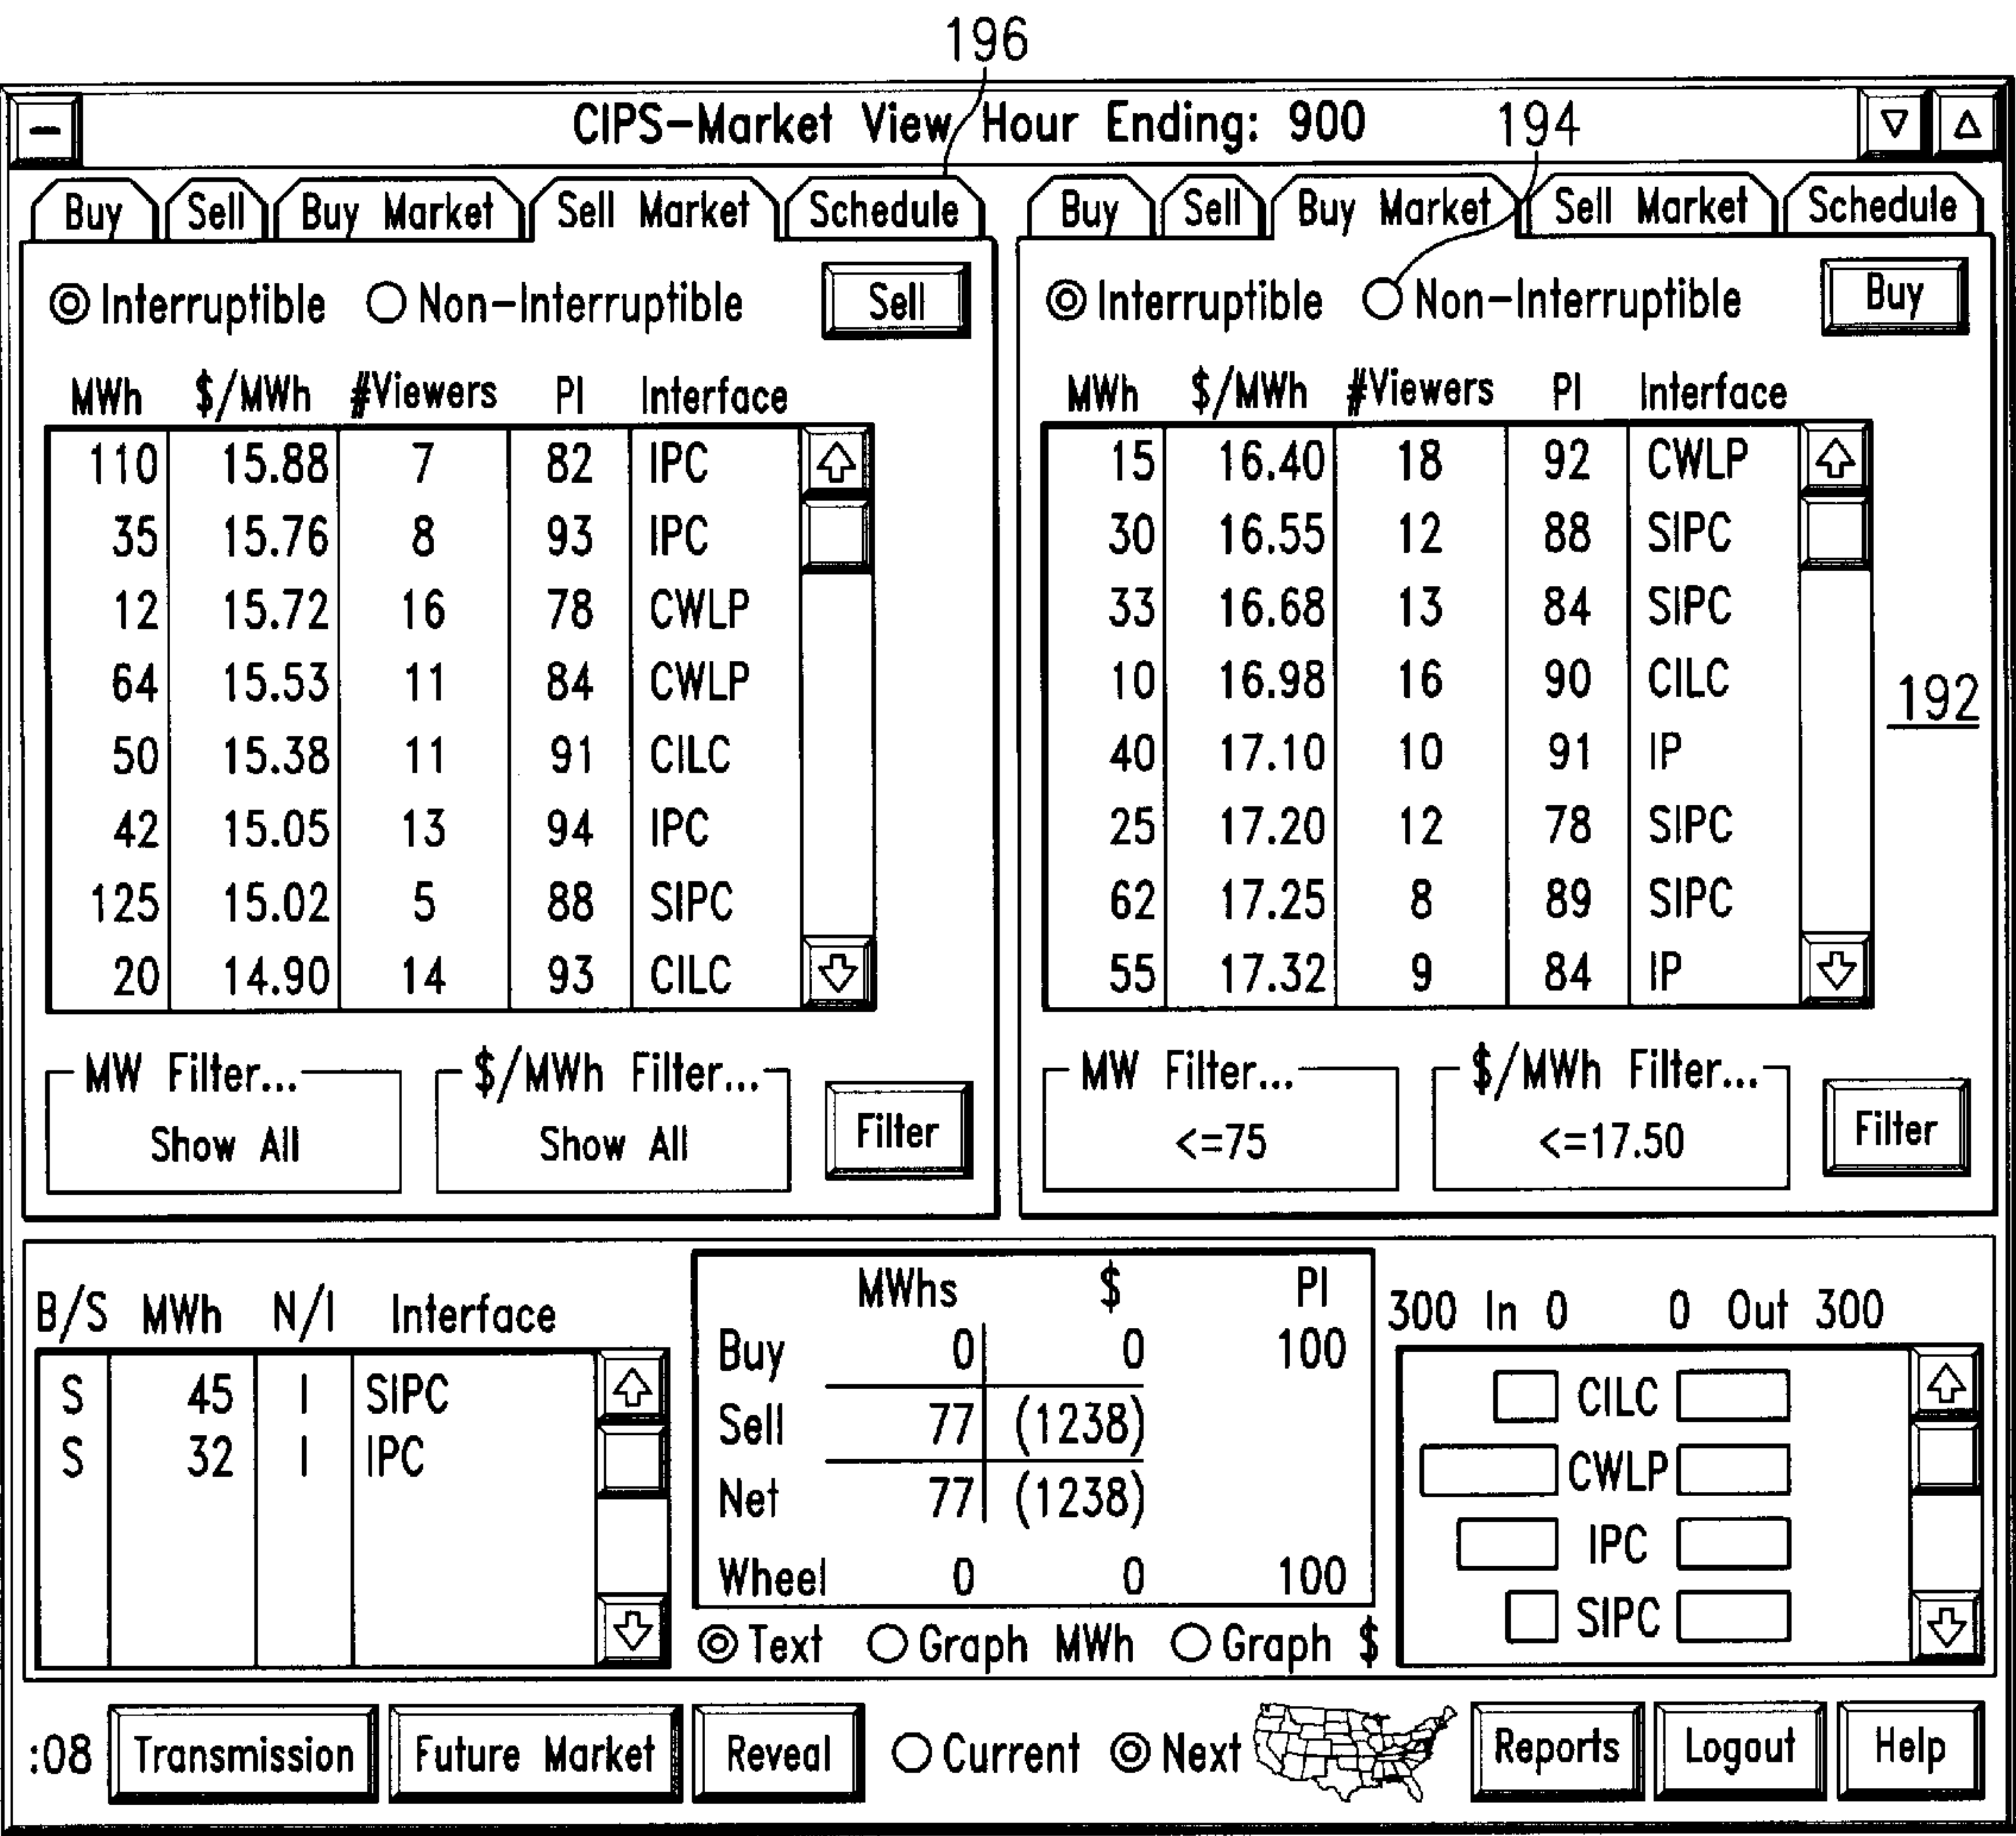 196
CIPS-Market View Hour Ending: 900
194
Buy Sell Buy Market Sell Market Schedule
Interruptible Non-Interruptible Sell
MWh $/MWh #Viewers PI Interface
110 15.88 7 82 IPC
35 15.76 8 93 IPC
12 15.72 16 78 CWLP
64 15.53 11 84 CWLP
50 15.38 11 91 CILC
42 15.05 13 94 IPC
125 15.02 5 88 SIPC
20 14.90 14 93 CILC
MW Filter... $/MWh Filter...
Show All Show All Filter
Buy Sell Buy Market Sell Market Schedule
Interruptible Non-Interruptible Buy
MWh $/MWh #Viewers PI Interface
15 16.40 18 92 CWLP
30 16.55 12 88 SIPC
33 16.68 13 84 SIPC
10 16.98 16 90 CILC
40 17.10 10 91 IP
25 17.20 12 78 SIPC
62 17.25 8 89 SIPC
55 17.32 9 84 IP
MW Filter... $/MWh Filter...
<=75 <=17.50 Filter
192
B/S MWh N/I Interface
S 45 I SIPC
S 32 I IPC
MWhs $ PI
Buy 0 0 100
Sell 77 (1238)
Net 77 (1238)
Wheel 0 0 100
Text Graph MWh Graph $
300 In 0 0 Out 300
CILC
CWLP
IPC
SIPC
:08 Transmission Future Market Reveal Current Next Reports Logout Help